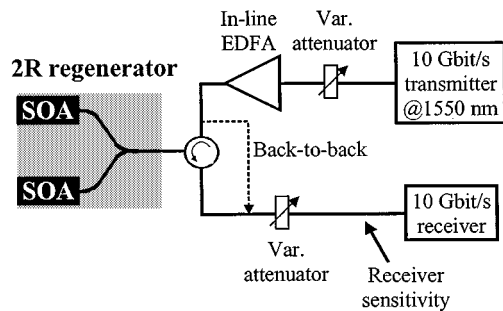 In-line
EDFA
Var.
attenuator
10 Gbit/s
transmitter
@1550 nm
2R regenerator
SOA
SOA
Back-to-back
Var.
attenuator
10 Gbit/s
receiver
Receiver
sensitivity